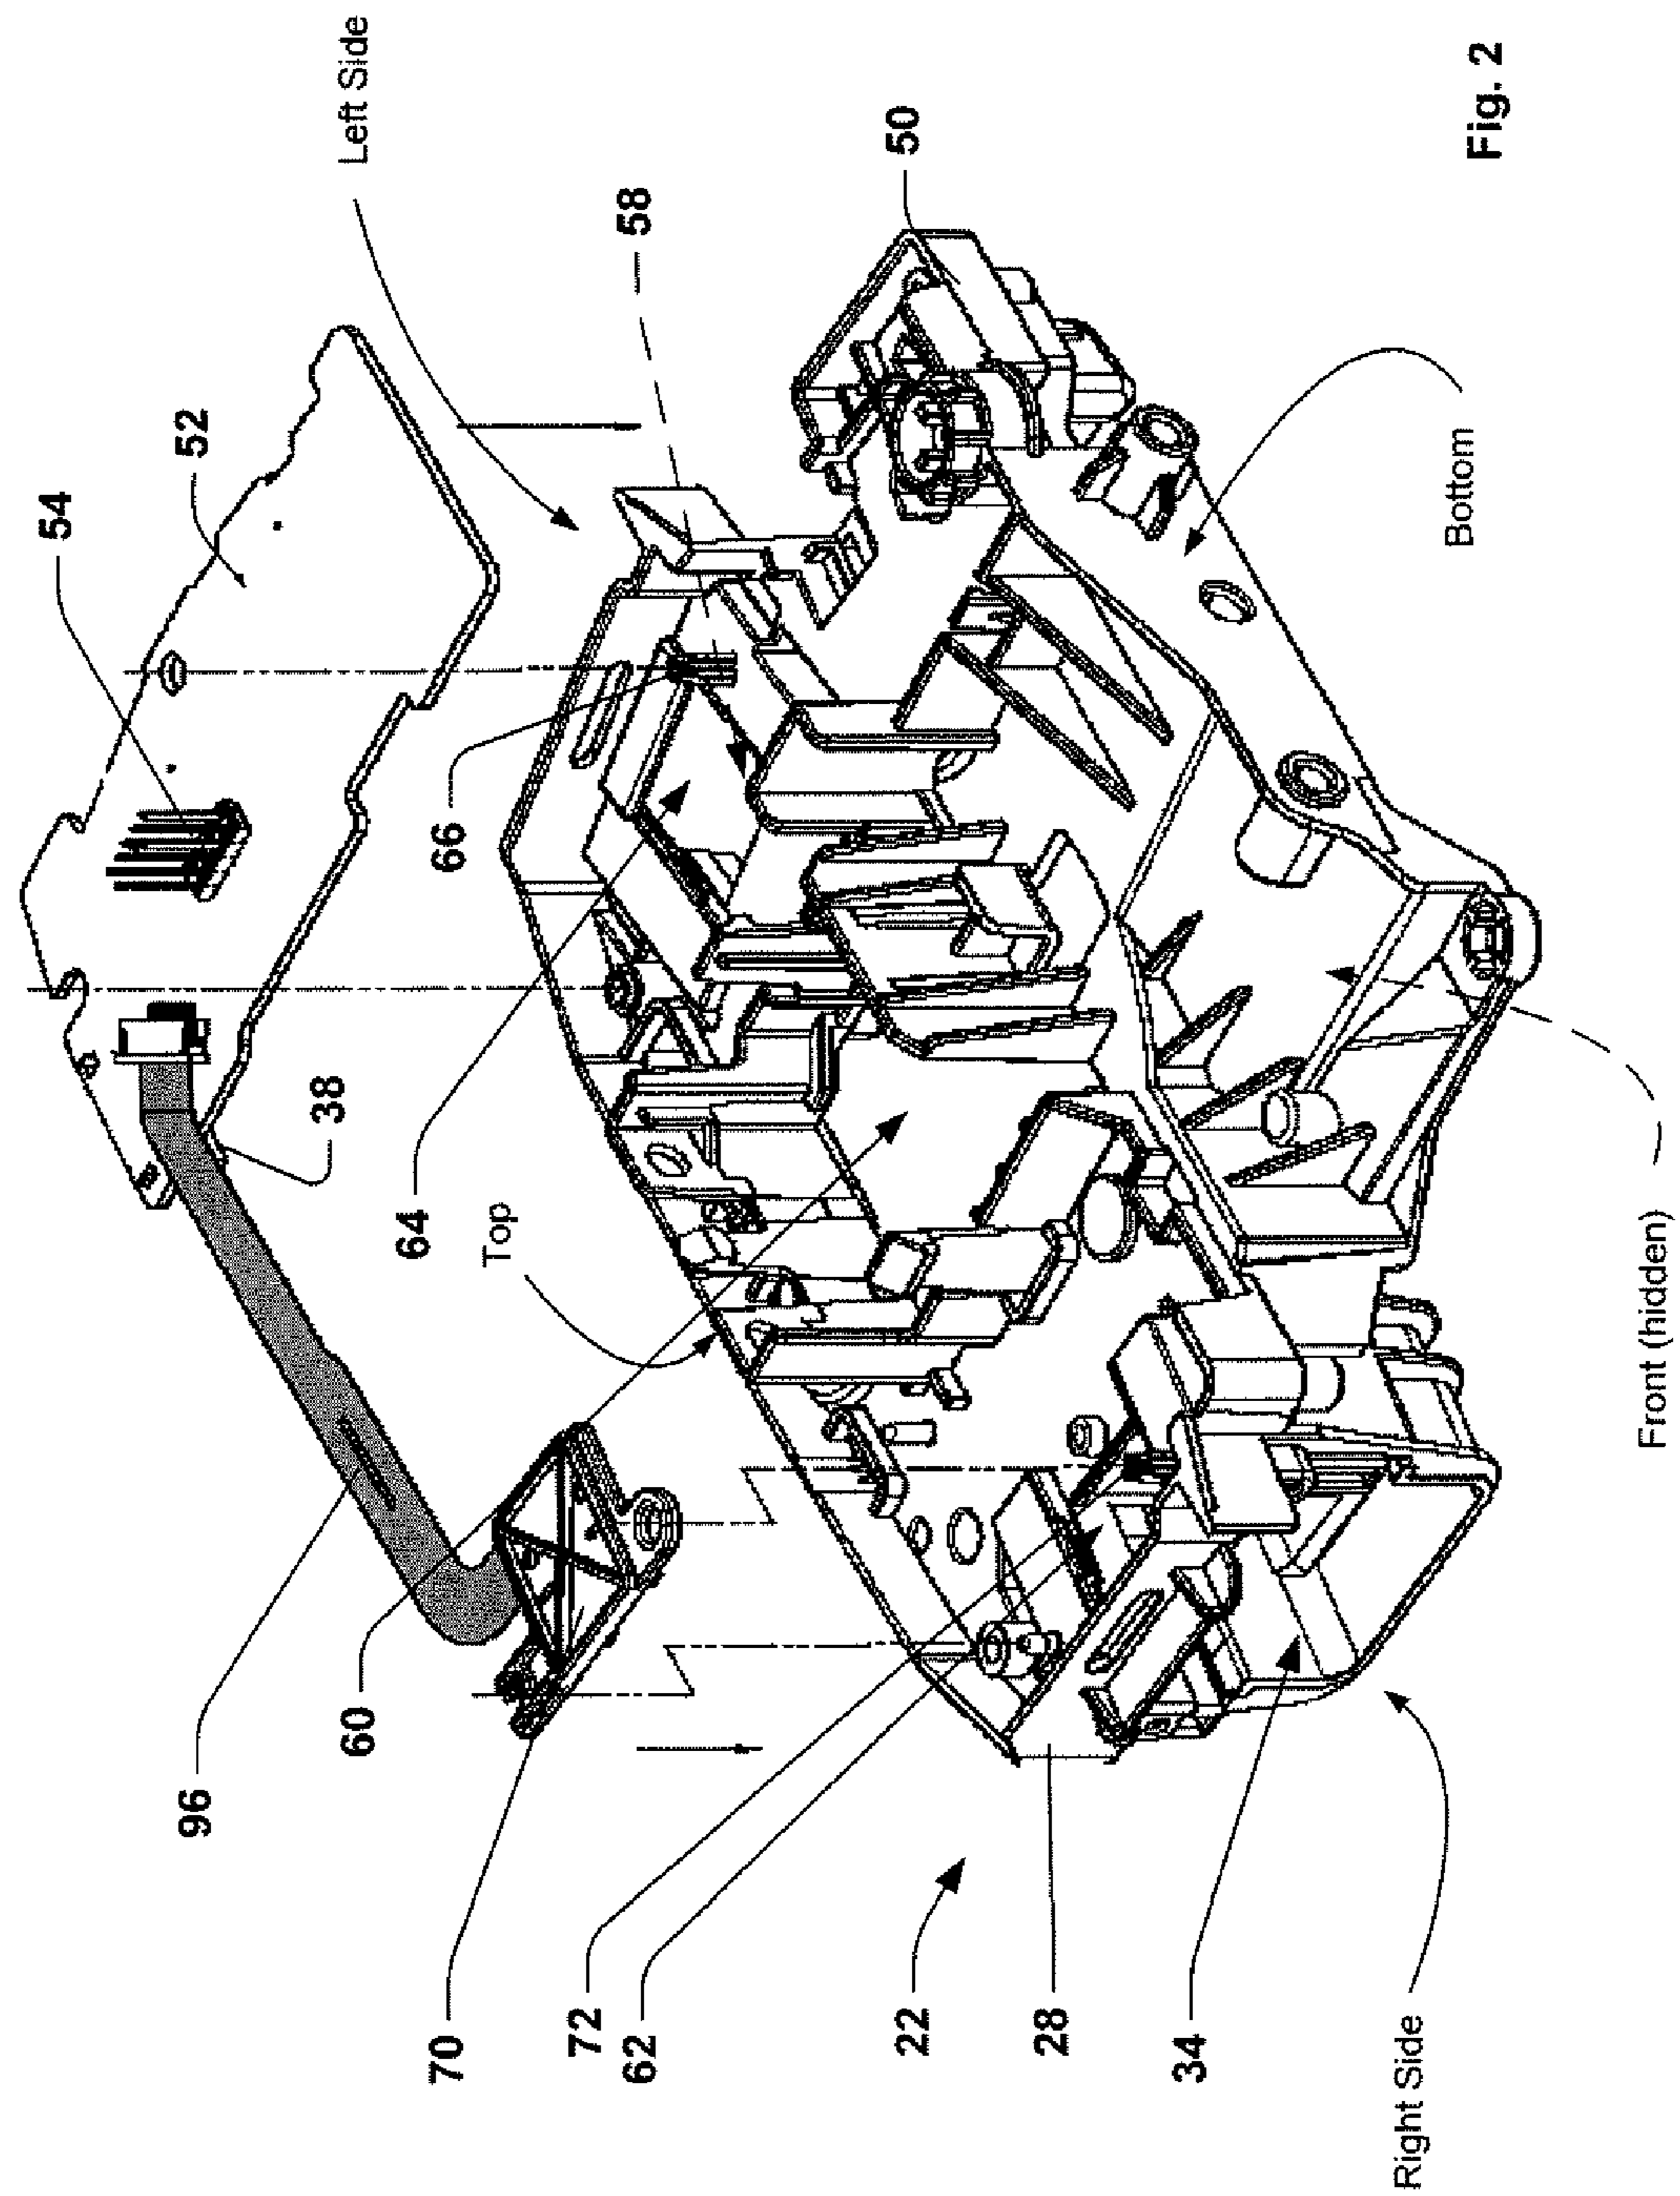 Left Side
54
52
58
50
Fig. 2
66
38
64
Top
Bottom
96
60
70
72
62
22
28
34
Right Side
Front (hidden)